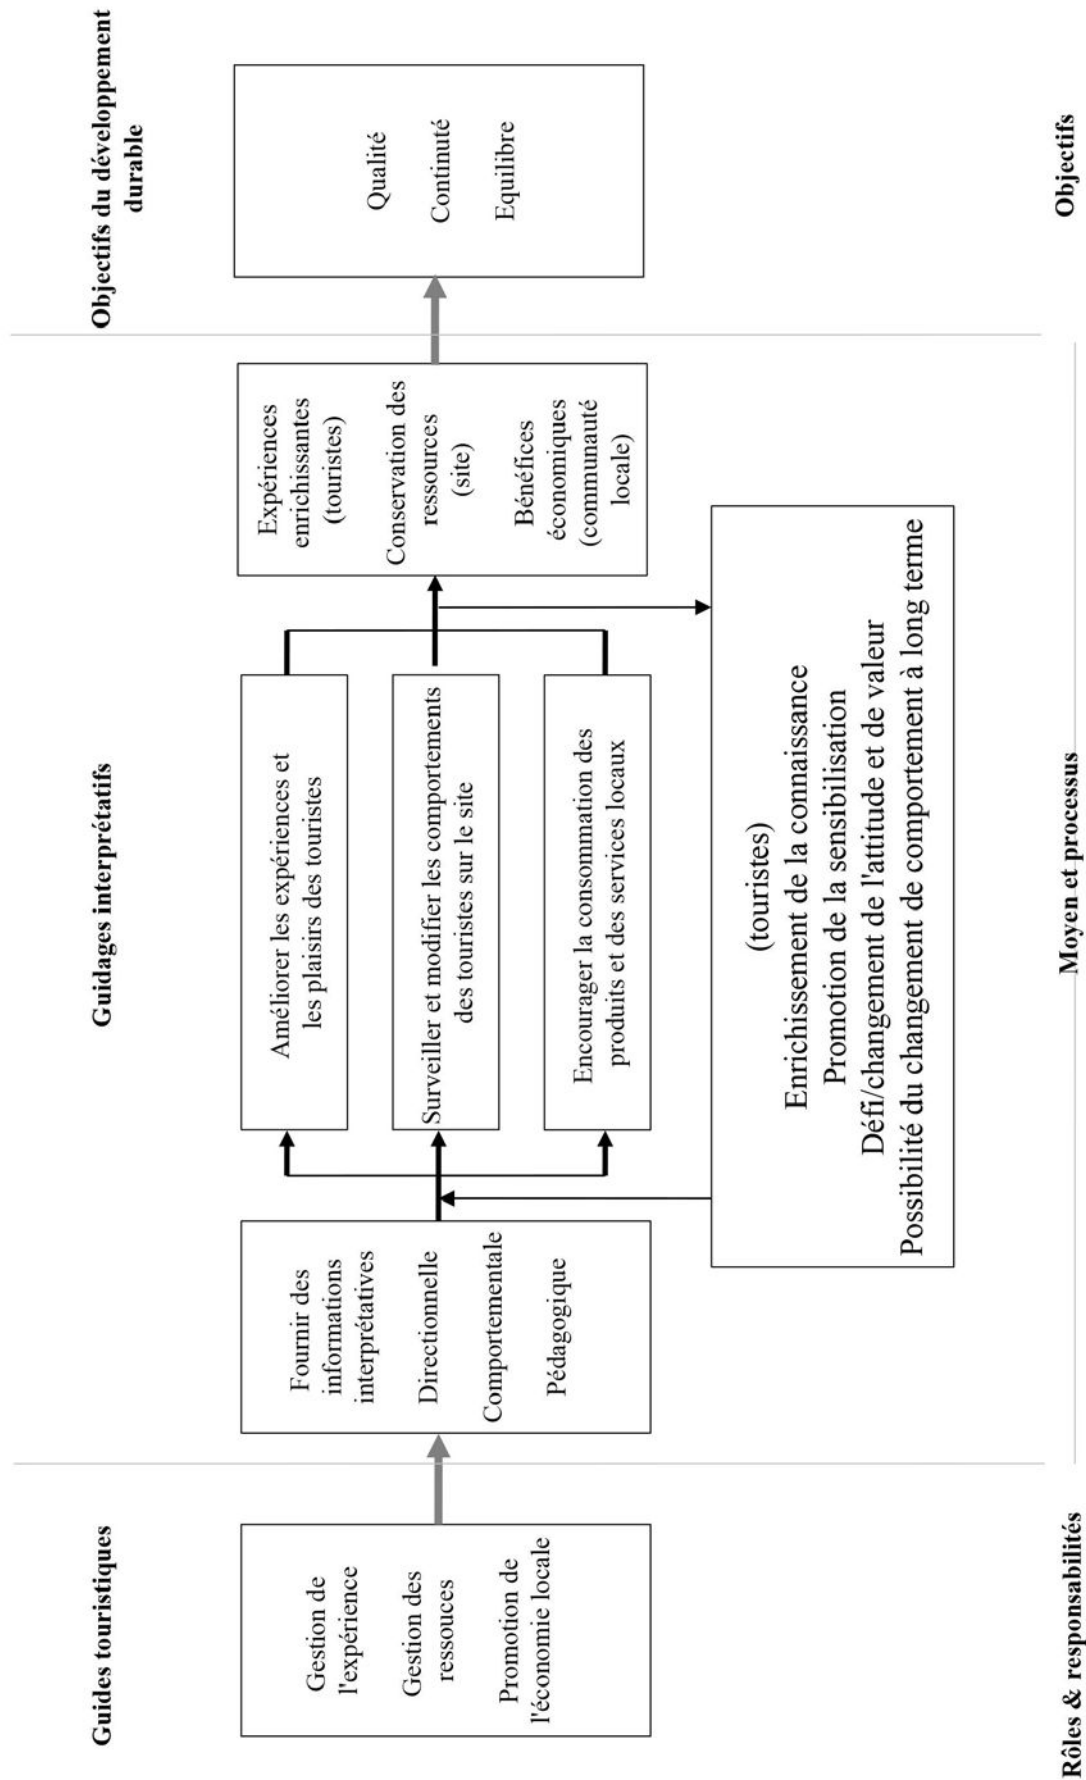 Guides touristiques
Guidages interprétatifs
Objectifs du développement
durable
Gestion de
l'expérience
Gestion des
ressouces
Promotion de
l'économie locale
Fournir des
informations
interprétatives
Directionnelle
Comportementale
Pédagogique
Améliorer les expériences et
les plaisirs des touristes
Surveiller et modifier les comportements
des touristes sur le site
Encourager la consommation des
produits et des services locaux
Expériences
enrichissantes
(touristes)
Conservation des
ressources
(site)
Bénéfices
économiques
(communauté
locale)
Qualité
Continuté
Equilibre
(touristes)
Enrichissement de la connaissance
Promotion de la sensibilisation
Défi/changement de l'attitude et de valeur
Possibilité du changement de comportement à long terme
Rôles & responsabilités
Moyen et processus
Objectifs